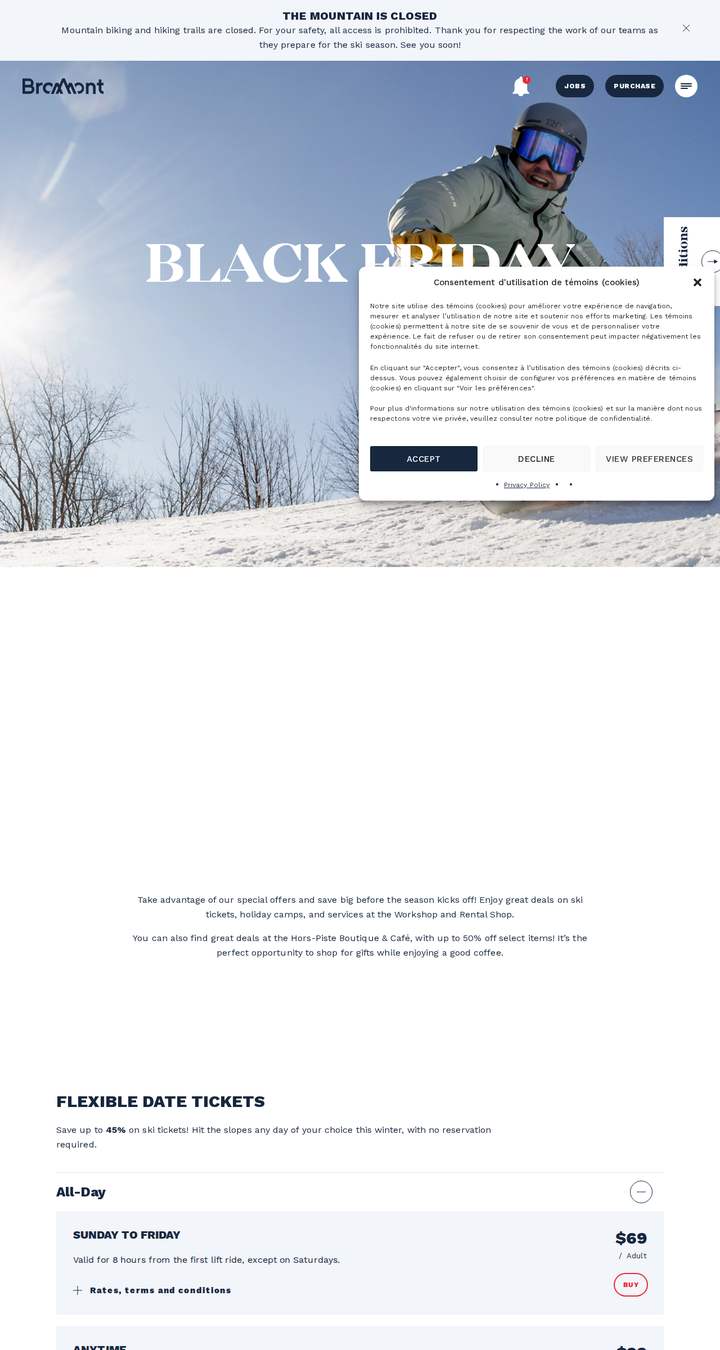 THE MOUNTAIN IS CLOSED
Mountain biking and hiking trails are closed. For your safety, all access is prohibited. Thank you for respecting the work of our teams as
they prepare for the ski season. See you soon!
Bromont
JOBS
PURCHASE
BLACK FRIDAY
Consentement d'utilisation de témoins (cookies)
Notre site utilise des témoins (cookies) pour améliorer votre expérience de navigation,
mesurer et analyser l'utilisation de notre site et soutenir nos efforts marketing. Les témoins
(cookies) permettent à notre site de se souvenir de vous et de personnaliser votre
expérience. Le fait de refuser ou de retirer son consentement peut impacter négativement les
fonctionnalités du site internet.
En cliquant sur "Accepter", vous consentez à l'utilisation des témoins (cookies) décrits ci-
dessus. Vous pouvez également choisir de configurer vos préférences en matière de témoins
(cookies) en cliquant sur "Voir les préférences".
Pour plus d'informations sur notre utilisation des témoins (cookies) et sur la manière dont nous
respectons votre vie privée, veuillez consulter notre politique de confidentialité.
ACCEPT
DECLINE
VIEW PREFERENCES
Privacy Policy
Take advantage of our special offers and save big before the season kicks off! Enjoy great deals on ski
tickets, holiday camps, and services at the Workshop and Rental Shop.
You can also find great deals at the Hors-Piste Boutique & Café, with up to 50% off select items! It's the
perfect opportunity to shop for gifts while enjoying a good coffee.
FLEXIBLE DATE TICKETS
Save up to 45% on ski tickets! Hit the slopes any day of your choice this winter, with no reservation
required.
All-Day
SUNDAY TO FRIDAY
$69
/ Adult
Valid for 8 hours from the first lift ride, except on Saturdays.
BUY
Rates, terms and conditions
ANYTIME